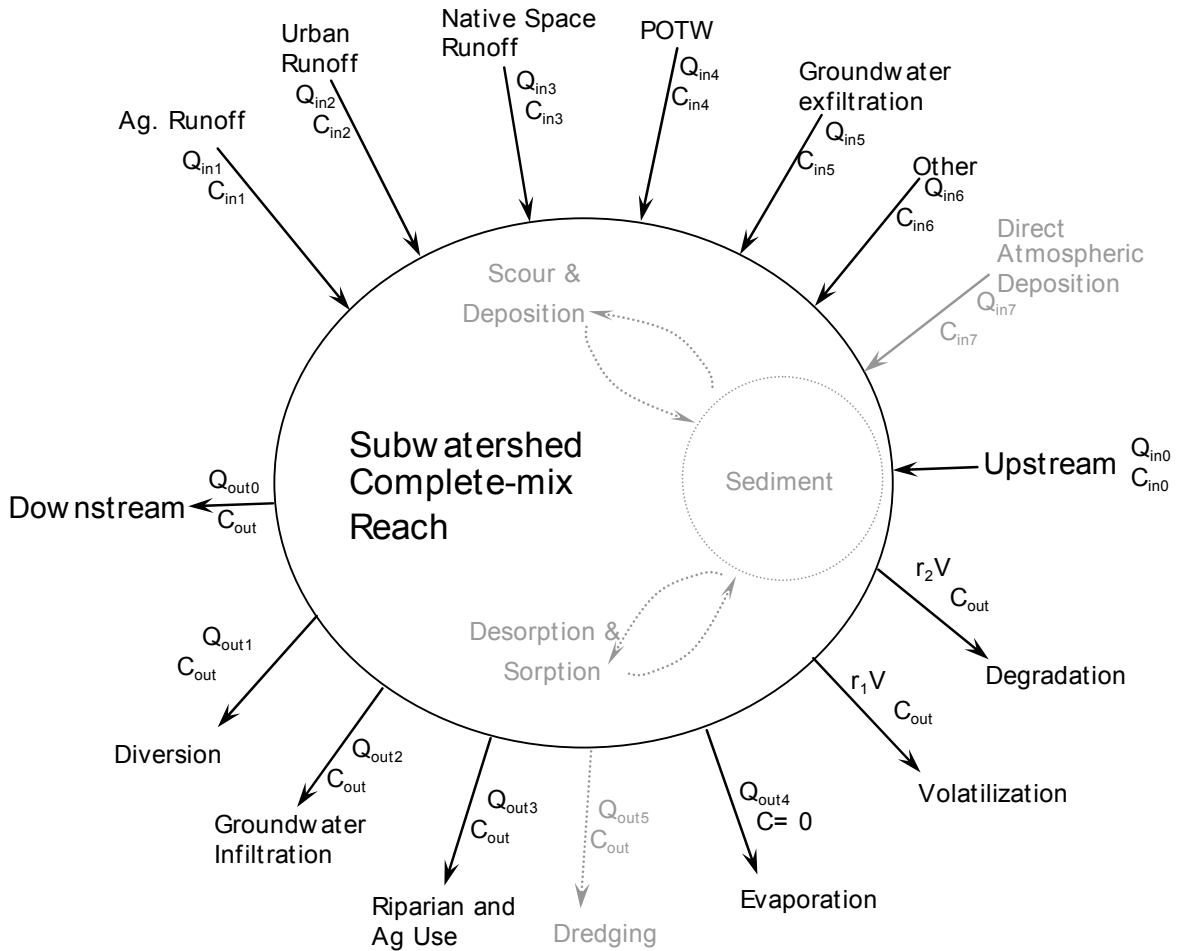 Native Space
Runoff
Q_in3
C_in3
Urban
Runoff
Q_in2
C_in2
POTW
Q_in4
C_in4
Groundwater
exfiltration
Q_in5
C_in5
Ag. Runoff
Q_in1
C_in1
Other
Q_in6
C_in6
Direct
Atmospheric
Deposition
Q_in7
C_in7
Scour &
Deposition
Subwatershed
Complete-mix
Reach
Sediment
Upstream Q_in0
C_in0
Q_out0
Downstream
C_out
r_2V
C_out
Degradation
Desorption &
Sorption
Q_out1
C_out
Diversion
r_1V
C_out
Volatilization
Q_out2
C_out
Groundwater
Infiltration
Q_out3
C_out
Riparian and
Ag Use
Q_out5
C_out
Dredging
Q_out4
C= 0
Evaporation